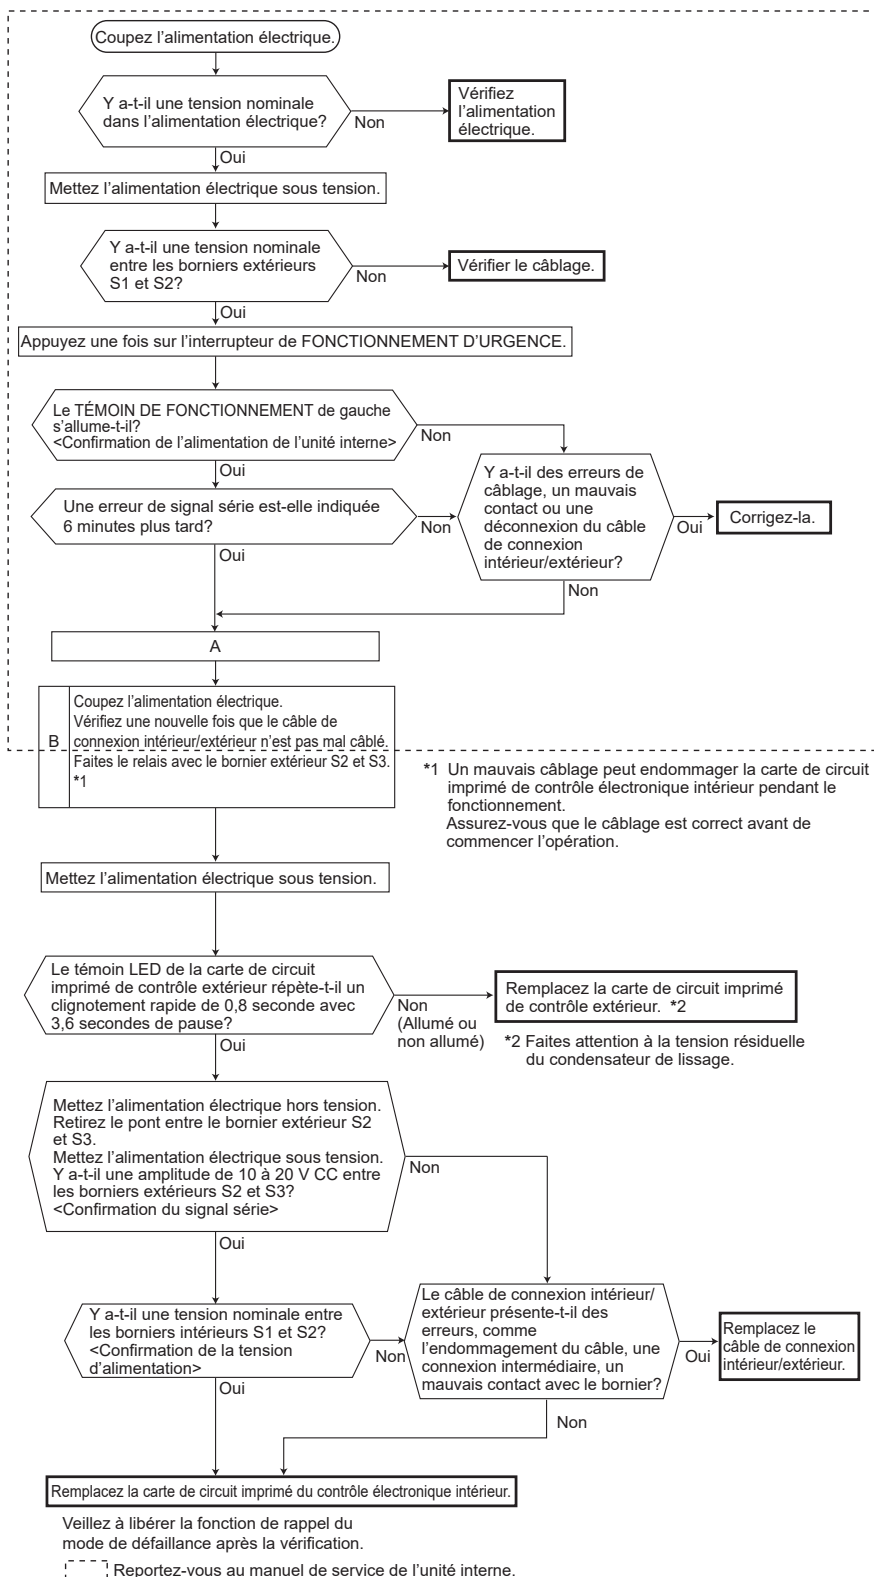 Coupez l’alimentation électrique.
Y a-t-il une tension nominale
dans l’alimentation électrique?
Non
Vérifiez
l’alimentation
électrique.
Oui
Mettez l’alimentation électrique sous tension.
Y a-t-il une tension nominale
entre les borniers extérieurs
S1 et S2?
Non
Vérifier le câblage.
Oui
Appuyez une fois sur l’interrupteur de FONCTIONNEMENT D’URGENCE.
Le TÉMOIN DE FONCTIONNEMENT de gauche
s’allume-t-il?
<Confirmation de l’alimentation de l’unité interne>
Non
Oui
Une erreur de signal série est-elle indiquée
6 minutes plus tard?
Non
Y a-t-il des erreurs de
câblage, un mauvais
contact ou une
déconnexion du câble
de connexion
intérieur/extérieur?
Oui
Corrigez-la.
Oui
Non
A
B
Coupez l’alimentation électrique.
Vérifiez une nouvelle fois que le câble de
connexion intérieur/extérieur n’est pas mal câblé.
Faites le relais avec le bornier extérieur S2 et S3.
*1
*1 Un mauvais câblage peut endommager la carte de circuit
imprimé de contrôle électronique intérieur pendant le
fonctionnement.
Assurez-vous que le câblage est correct avant de
commencer l’opération.
Mettez l’alimentation électrique sous tension.
Le témoin LED de la carte de circuit
imprimé de contrôle extérieur répète-t-il un
clignotement rapide de 0,8 seconde avec
3,6 secondes de pause?
Non
(Allumé ou
non allumé)
Remplacez la carte de circuit imprimé
de contrôle extérieur. *2
*2 Faites attention à la tension résiduelle
du condensateur de lissage.
Oui
Mettez l’alimentation électrique hors tension.
Retirez le pont entre le bornier extérieur S2
et S3.
Mettez l’alimentation électrique sous tension.
Y a-t-il une amplitude de 10 à 20 V CC entre
les borniers extérieurs S2 et S3?
<Confirmation du signal série>
Non
Oui
Y a-t-il une tension nominale entre
les borniers intérieurs S1 et S2?
<Confirmation de la tension
d’alimentation>
Non
Le câble de connexion intérieur/
extérieur présente-t-il des
erreurs, comme
l’endommagement du câble, une
connexion intermédiaire, un
mauvais contact avec le bornier?
Oui
Remplacez le
câble de connexion
intérieur/extérieur.
Oui
Non
Remplacez la carte de circuit imprimé du contrôle électronique intérieur.
Veillez à libérer la fonction de rappel du
mode de défaillance après la vérification.
Reportez-vous au manuel de service de l’unité interne.